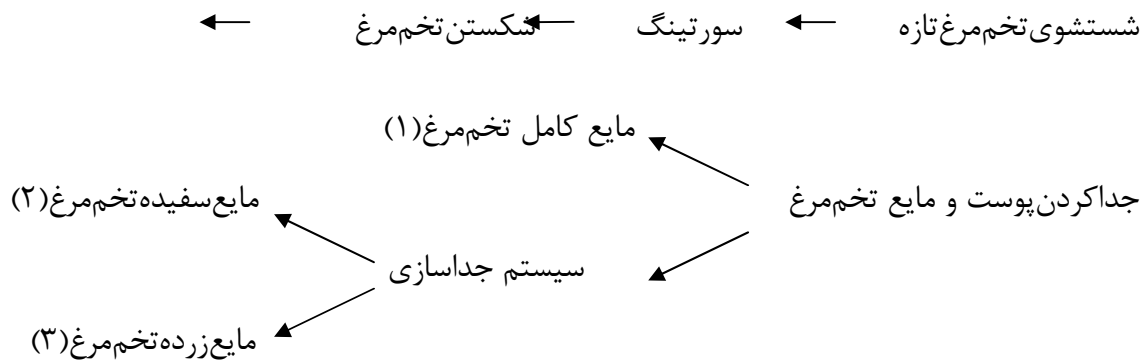 شستشوی تخم‌مرغ تازه ← سورتینگ ← شکستن تخم‌مرغ ←
مایع کامل تخم‌مرغ(۱)
جداکردن پوست و مایع تخم‌مرغ
مایع سفیده تخم‌مرغ(۲)
سیستم جداسازی
مایع زرده تخم‌مرغ(۳)